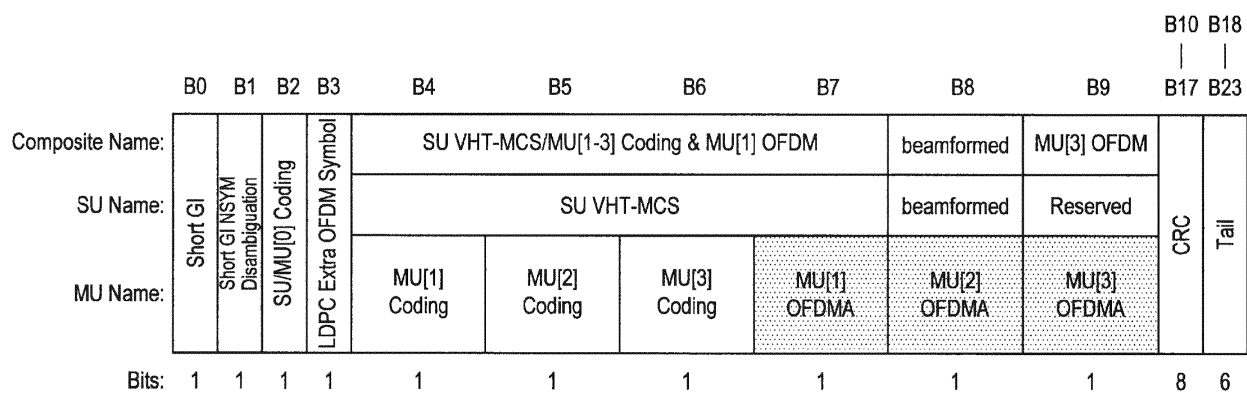 B10 B18
B0 B1 B2 B3 B4 B5 B6 B7 B8 B9 B17 B23
Composite Name:
SU Name:
MU Name:
Short GI
Short GI NSYM
Disambiguation
SU/MU[0] Coding
LDPC Extra OFDM Symbol
SU VHT-MCS/MU[1-3] Coding & MU[1] OFDM
beamformed
MU[3] OFDM
SU VHT-MCS
beamformed
Reserved
MU[1]
Coding
MU[2]
Coding
MU[3]
Coding
MU[1]
OFDMA
MU[2]
OFDMA
MU[3]
OFDMA
CRC
Tail
Bits: 1 1 1 1 1 1 1 1 1 1 8 6